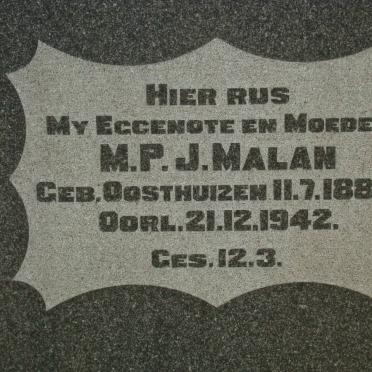 HIER RUS
MY EGGENOTE EN MOEDE
M.P.J. MALAN
GEB. OOSTHUIZEN 11.7.188
OORL. 21.12.1942.
GES. 12.3.